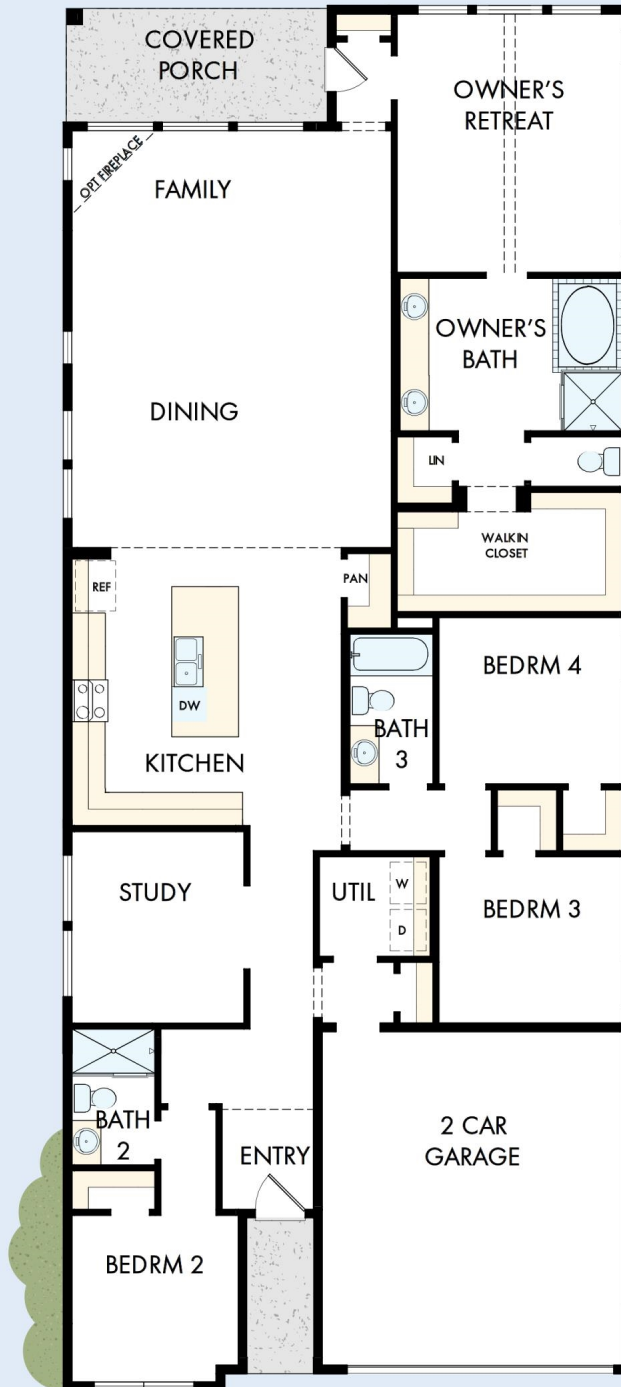 COVERED
PORCH
OWNER'S
RETREAT
OPT FIREPLACE
FAMILY
OWNER'S
BATH
DINING
LIN
WALKIN
CLOSET
REF
PAN
DW
BEDRM 4
BATH
3
KITCHEN
STUDY
UTIL
W
D
BEDRM 3
BATH
2
ENTRY
2 CAR
GARAGE
BEDRM 2